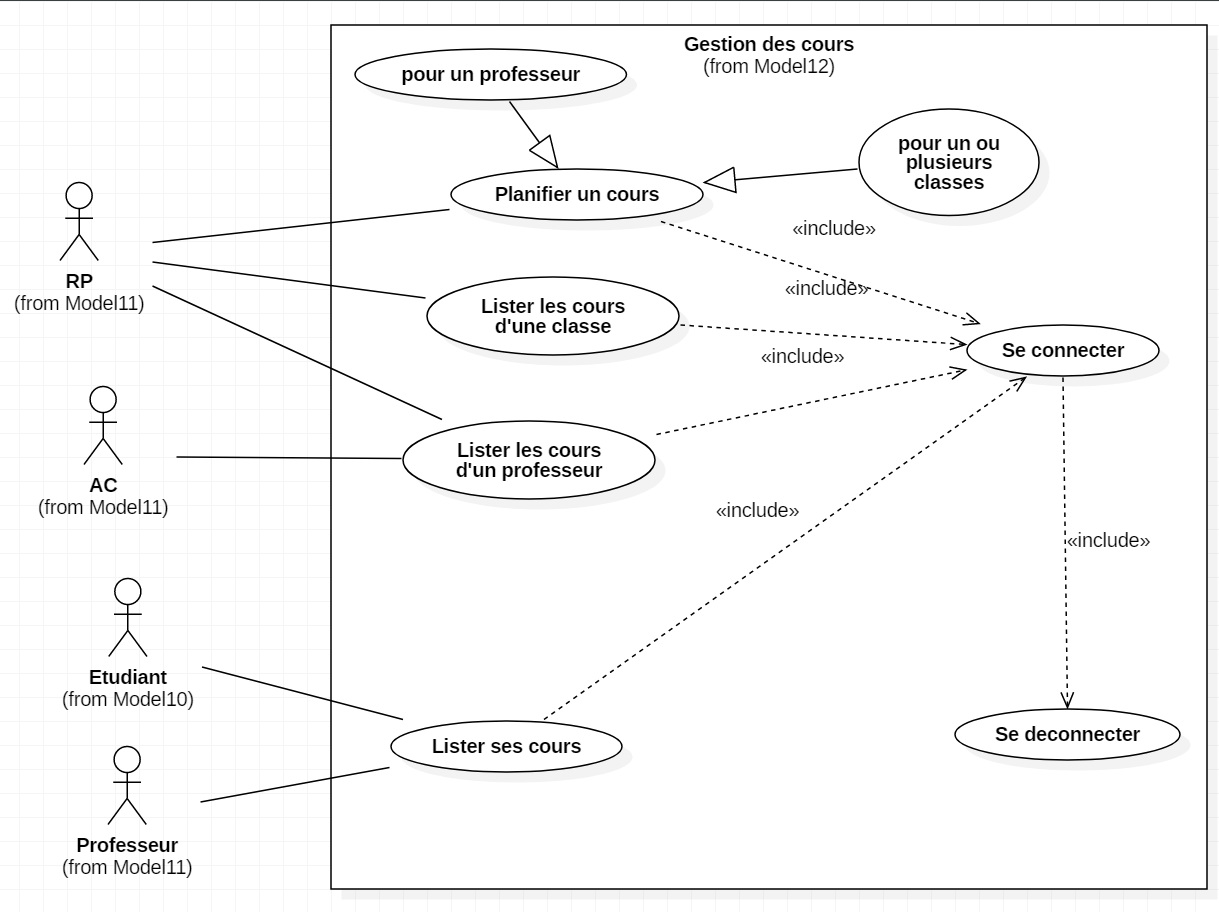 Gestion des cours
(from Model12)
pour un professeur
pour un ou
plusieurs
classes
Planifier un cours
«include»
RP
(from Model11)
«include»
Lister les cours
d'une classe
Se connecter
«include»
AC
(from Model11)
Lister les cours
d'un professeur
«include»
«include»
Etudiant
(from Model10)
Lister ses cours
Se deconnecter
Professeur
(from Model11)